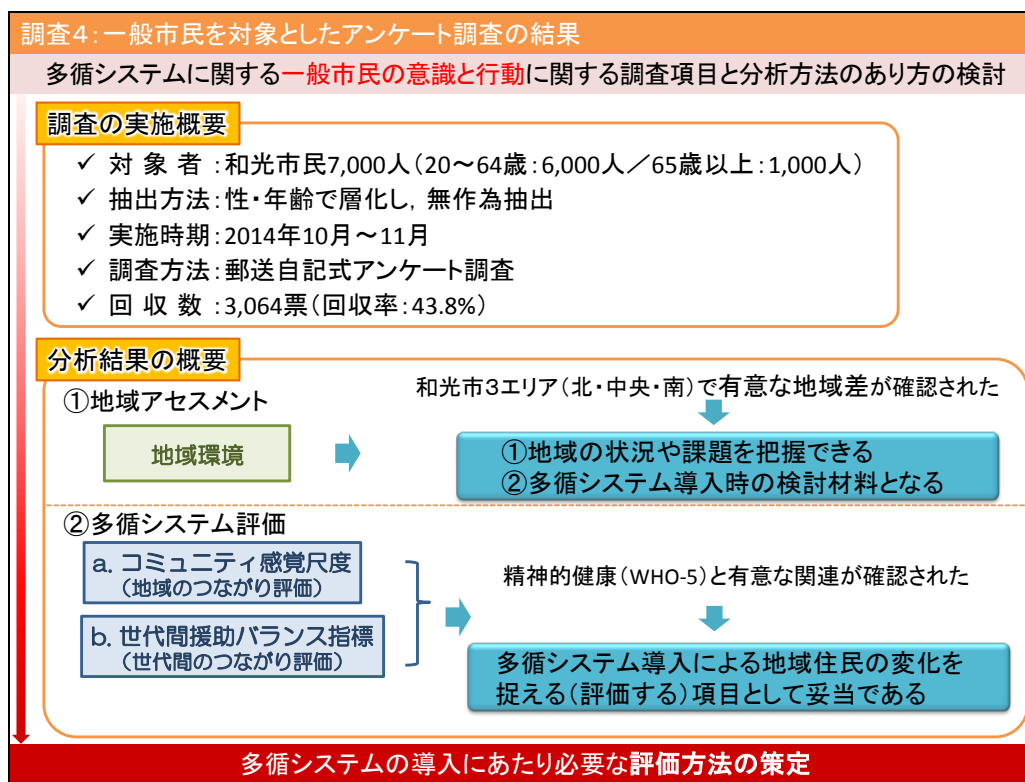 調査4：一般市民を対象としたアンケート調査の結果
多循システムに関する一般市民の意識と行動に関する調査項目と分析方法のあり方の検討
調査の実施概要
✓ 対 象 者：和光市民7,000人（20～64歳：6,000人／65歳以上：1,000人）
✓ 抽出方法：性・年齢で層化し，無作為抽出
✓ 実施時期：2014年10月～11月
✓ 調査方法：郵送自記式アンケート調査
✓ 回 収 数：3,064票（回収率：43.8%）
分析結果の概要
①地域アセスメント
和光市3エリア（北・中央・南）で有意な地域差が確認された
地域環境
①地域の状況や課題を把握できる
②多循システム導入時の検討材料となる
②多循システム評価
a. コミュニティ感覚尺度
（地域のつながり評価）
b. 世代間援助バランス指標
（世代間のつながり評価）
精神的健康（WHO-5）と有意な関連が確認された
多循システム導入による地域住民の変化を
捉える（評価する）項目として妥当である
多循システムの導入にあたり必要な評価方法の策定